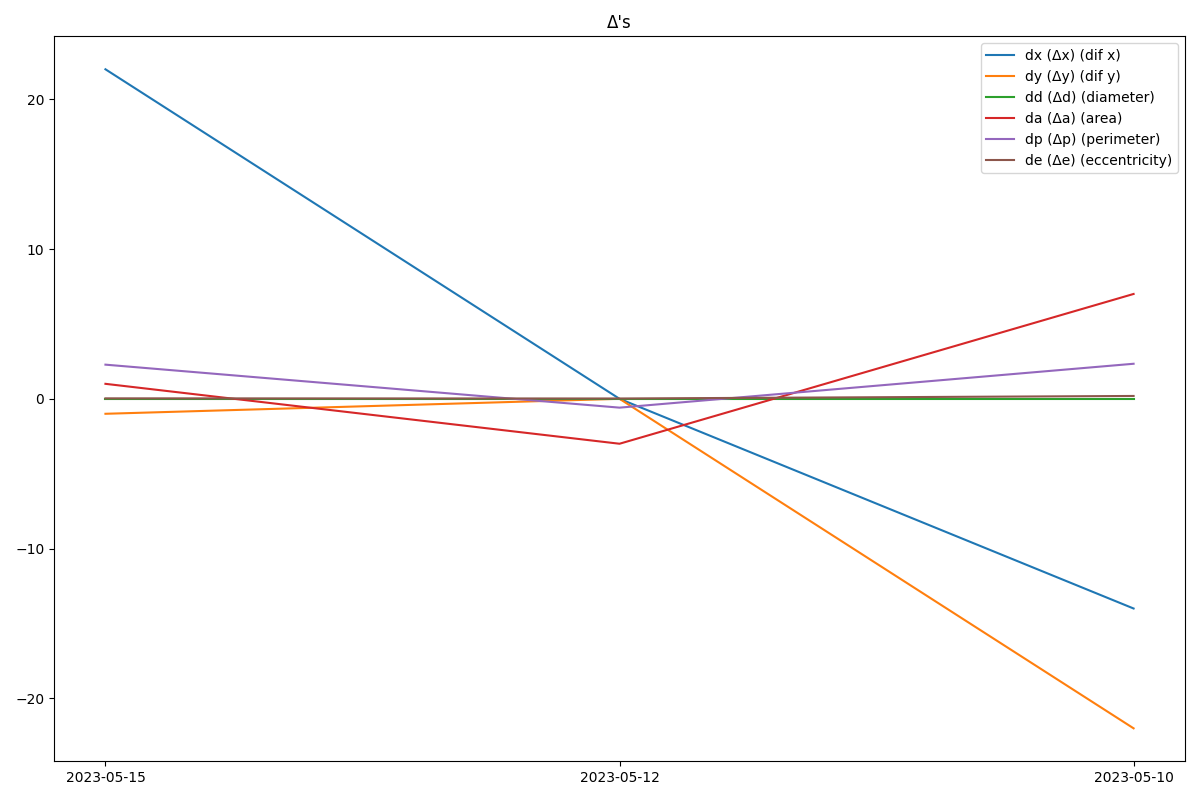 Δ's
dx (Δx) (dif x)
dy (Δy) (dif y)
dd (Δd) (diameter)
da (Δa) (area)
dp (Δp) (perimeter)
de (Δe) (eccentricity)
20
10
0
−10
−20
2023-05-15 2023-05-12 2023-05-10